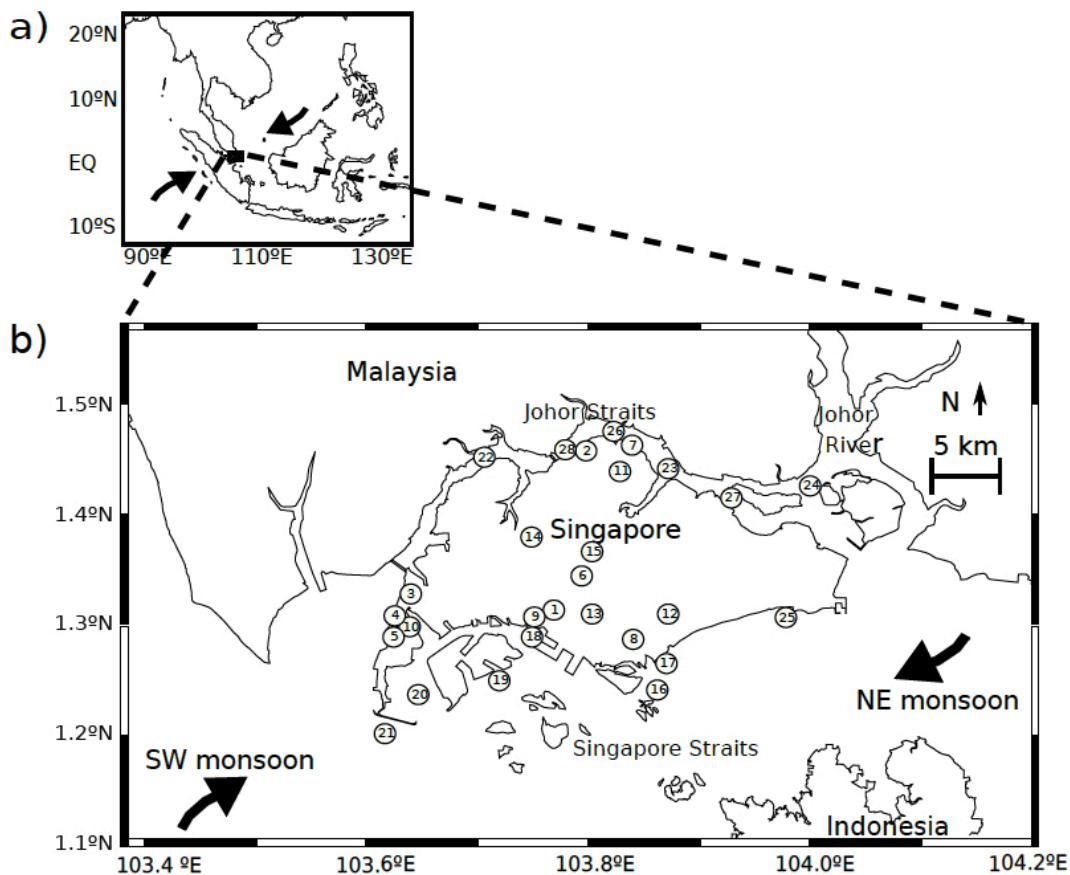 a)
20ºN
10ºN
EQ
10ºS
90ºE 110ºE 130ºE
b)
Malaysia
1.5ºN
Johor Straits
Johor
River
N
5 km
26
28 2 7
22
11 23
24
27
1.4ºN
Singapore
14
15
6
3
1.3ºN
4 9 1 13 12 25
10
5 18 8
17
19 16
20
NE monsoon
1.2ºN
21
Singapore Straits
SW monsoon
Indonesia
1.1ºN
103.4 ºE 103.6ºE 103.8ºE 104.0ºE 104.2ºE